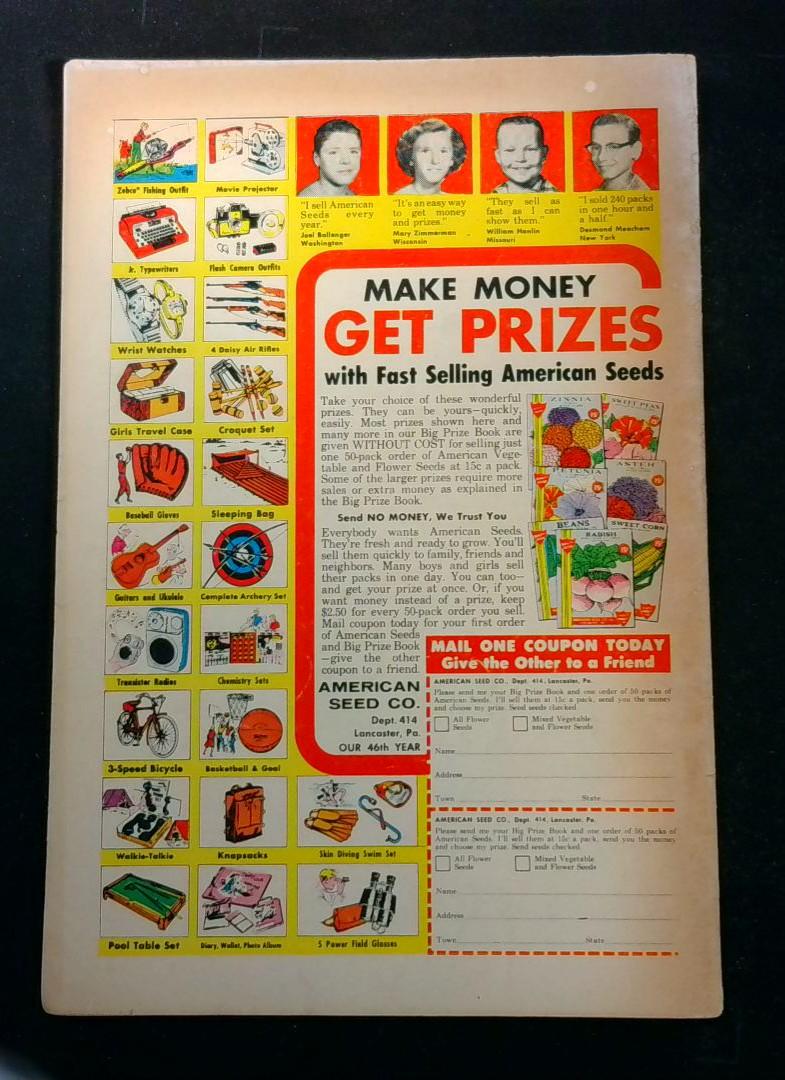 "I sell American
Seeds every
year."
Joel Ballenger
Washington
"It's an easy way
to get money
and prizes."
Mary Zimmerman
Wisconsin
"They sell as
fast as I can
show them."
William Hanlin
Missouri
"I sold 240 packs
in one hour and
a half."
Desmond Meachem
New York
Zebco® Fishing Outfit
Movie Projector
Jr. Typewriters
Flash Camera Outfits
Wrist Watches
4 Daisy Air Rifles
Girls Travel Case
Croquet Set
Baseball Gloves
Sleeping Bag
Guitars and Ukulele
Complete Archery Set
Transistor Radios
Chemistry Sets
3-Speed Bicycle
Basketball & Goal
Walkie-Talkie
Knapsacks
Skin Diving Swim Set
Pool Table Set
Diary, Wallet, Photo Album
5 Power Field Glasses
MAKE MONEY
GET PRIZES
with Fast Selling American Seeds
Take your choice of these wonderful
prizes. They can be yours—quickly,
easily. Most prizes shown here and
many more in our Big Prize Book are
given WITHOUT COST for selling just
one 50-pack order of American Vege-
table and Flower Seeds at 15c a pack.
Some of the larger prizes require more
sales or extra money as explained in
the Big Prize Book.
Send NO MONEY, We Trust You
Everybody wants American Seeds.
They're fresh and ready to grow. You'll
sell them quickly to family, friends and
neighbors. Many boys and girls sell
their packs in one day. You can too—
and get your prize at once. Or, if you
want money instead of a prize, keep
$2.50 for every 50-pack order you sell.
Mail coupon today for your first order
of American Seeds
and Big Prize Book
—give the other
coupon to a friend.
AMERICAN
SEED CO.
Dept. 414
Lancaster, Pa.
OUR 46th YEAR
ZINNIA
SWEET PEAS
PETUNIA
ASTER
BEANS
SWEET CORN
RADISH
MAIL ONE COUPON TODAY
Give the Other to a Friend
AMERICAN SEED CO., Dept. 414, Lancaster, Pa.
Please send me your Big Prize Book and one order of 50 packs of
American Seeds. I'll sell them at 15c a pack, send you the money
and choose my prize. Send seeds checked
All Flower
Seeds
Mixed Vegetable
and Flower Seeds
Name
Address
Town State
AMERICAN SEED CO., Dept. 414, Lancaster, Pa.
Please send me your Big Prize Book and one order of 50 packs of
American Seeds. I'll sell them at 15c a pack, send you the money
and choose my prize. Send seeds checked
All Flower
Seeds
Mixed Vegetable
and Flower Seeds
Name
Address
Town State